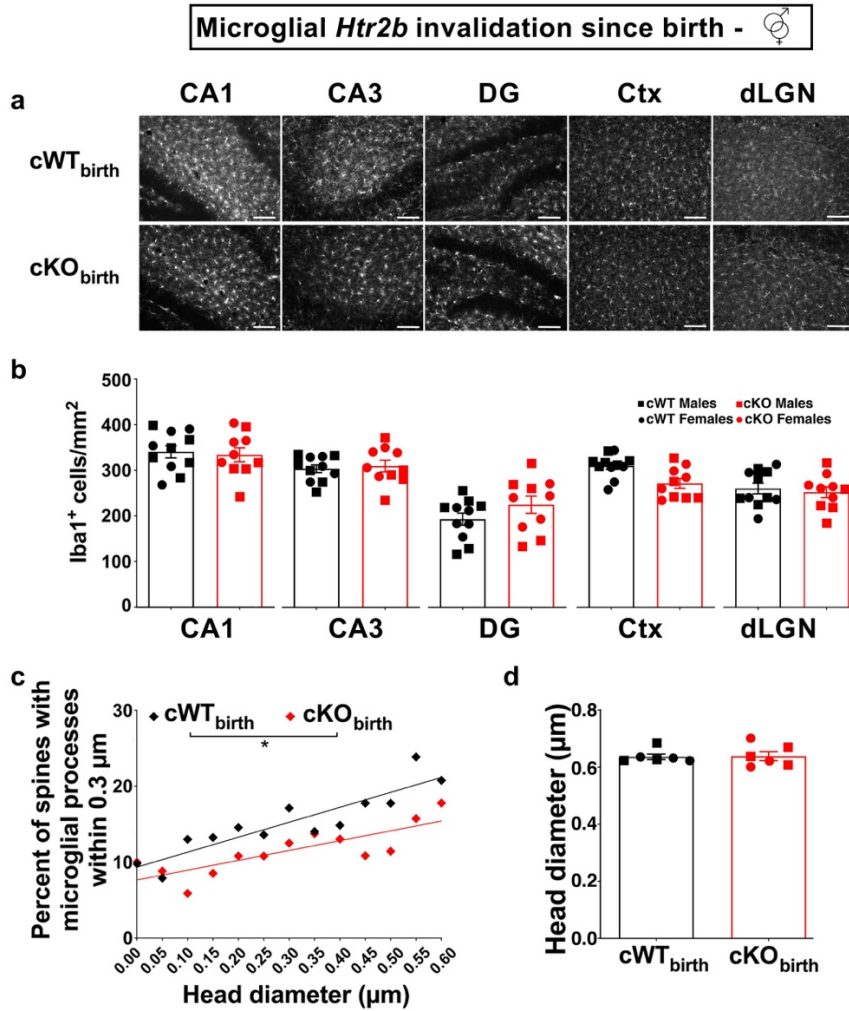 Microglial Htr2b invalidation since birth - ⚤
a
CA1 CA3 DG Ctx dLGN
cWTbirth
cKObirth
b
Iba1+ cells/mm2
500
400
300
200
100
0
cWT Males cKO Males
cWT Females cKO Females
CA1 CA3 DG Ctx dLGN
c
Percent of spines with
microglial processes
within 0.3 µm
30
20
10
0
cWTbirth cKObirth
*
0.00 0.05 0.10 0.15 0.20 0.25 0.30 0.35 0.40 0.45 0.50 0.55 0.60
Head diameter (µm)
d
Head diameter (µm)
0.8
0.6
0.4
0.2
0.0
cWTbirth cKObirth